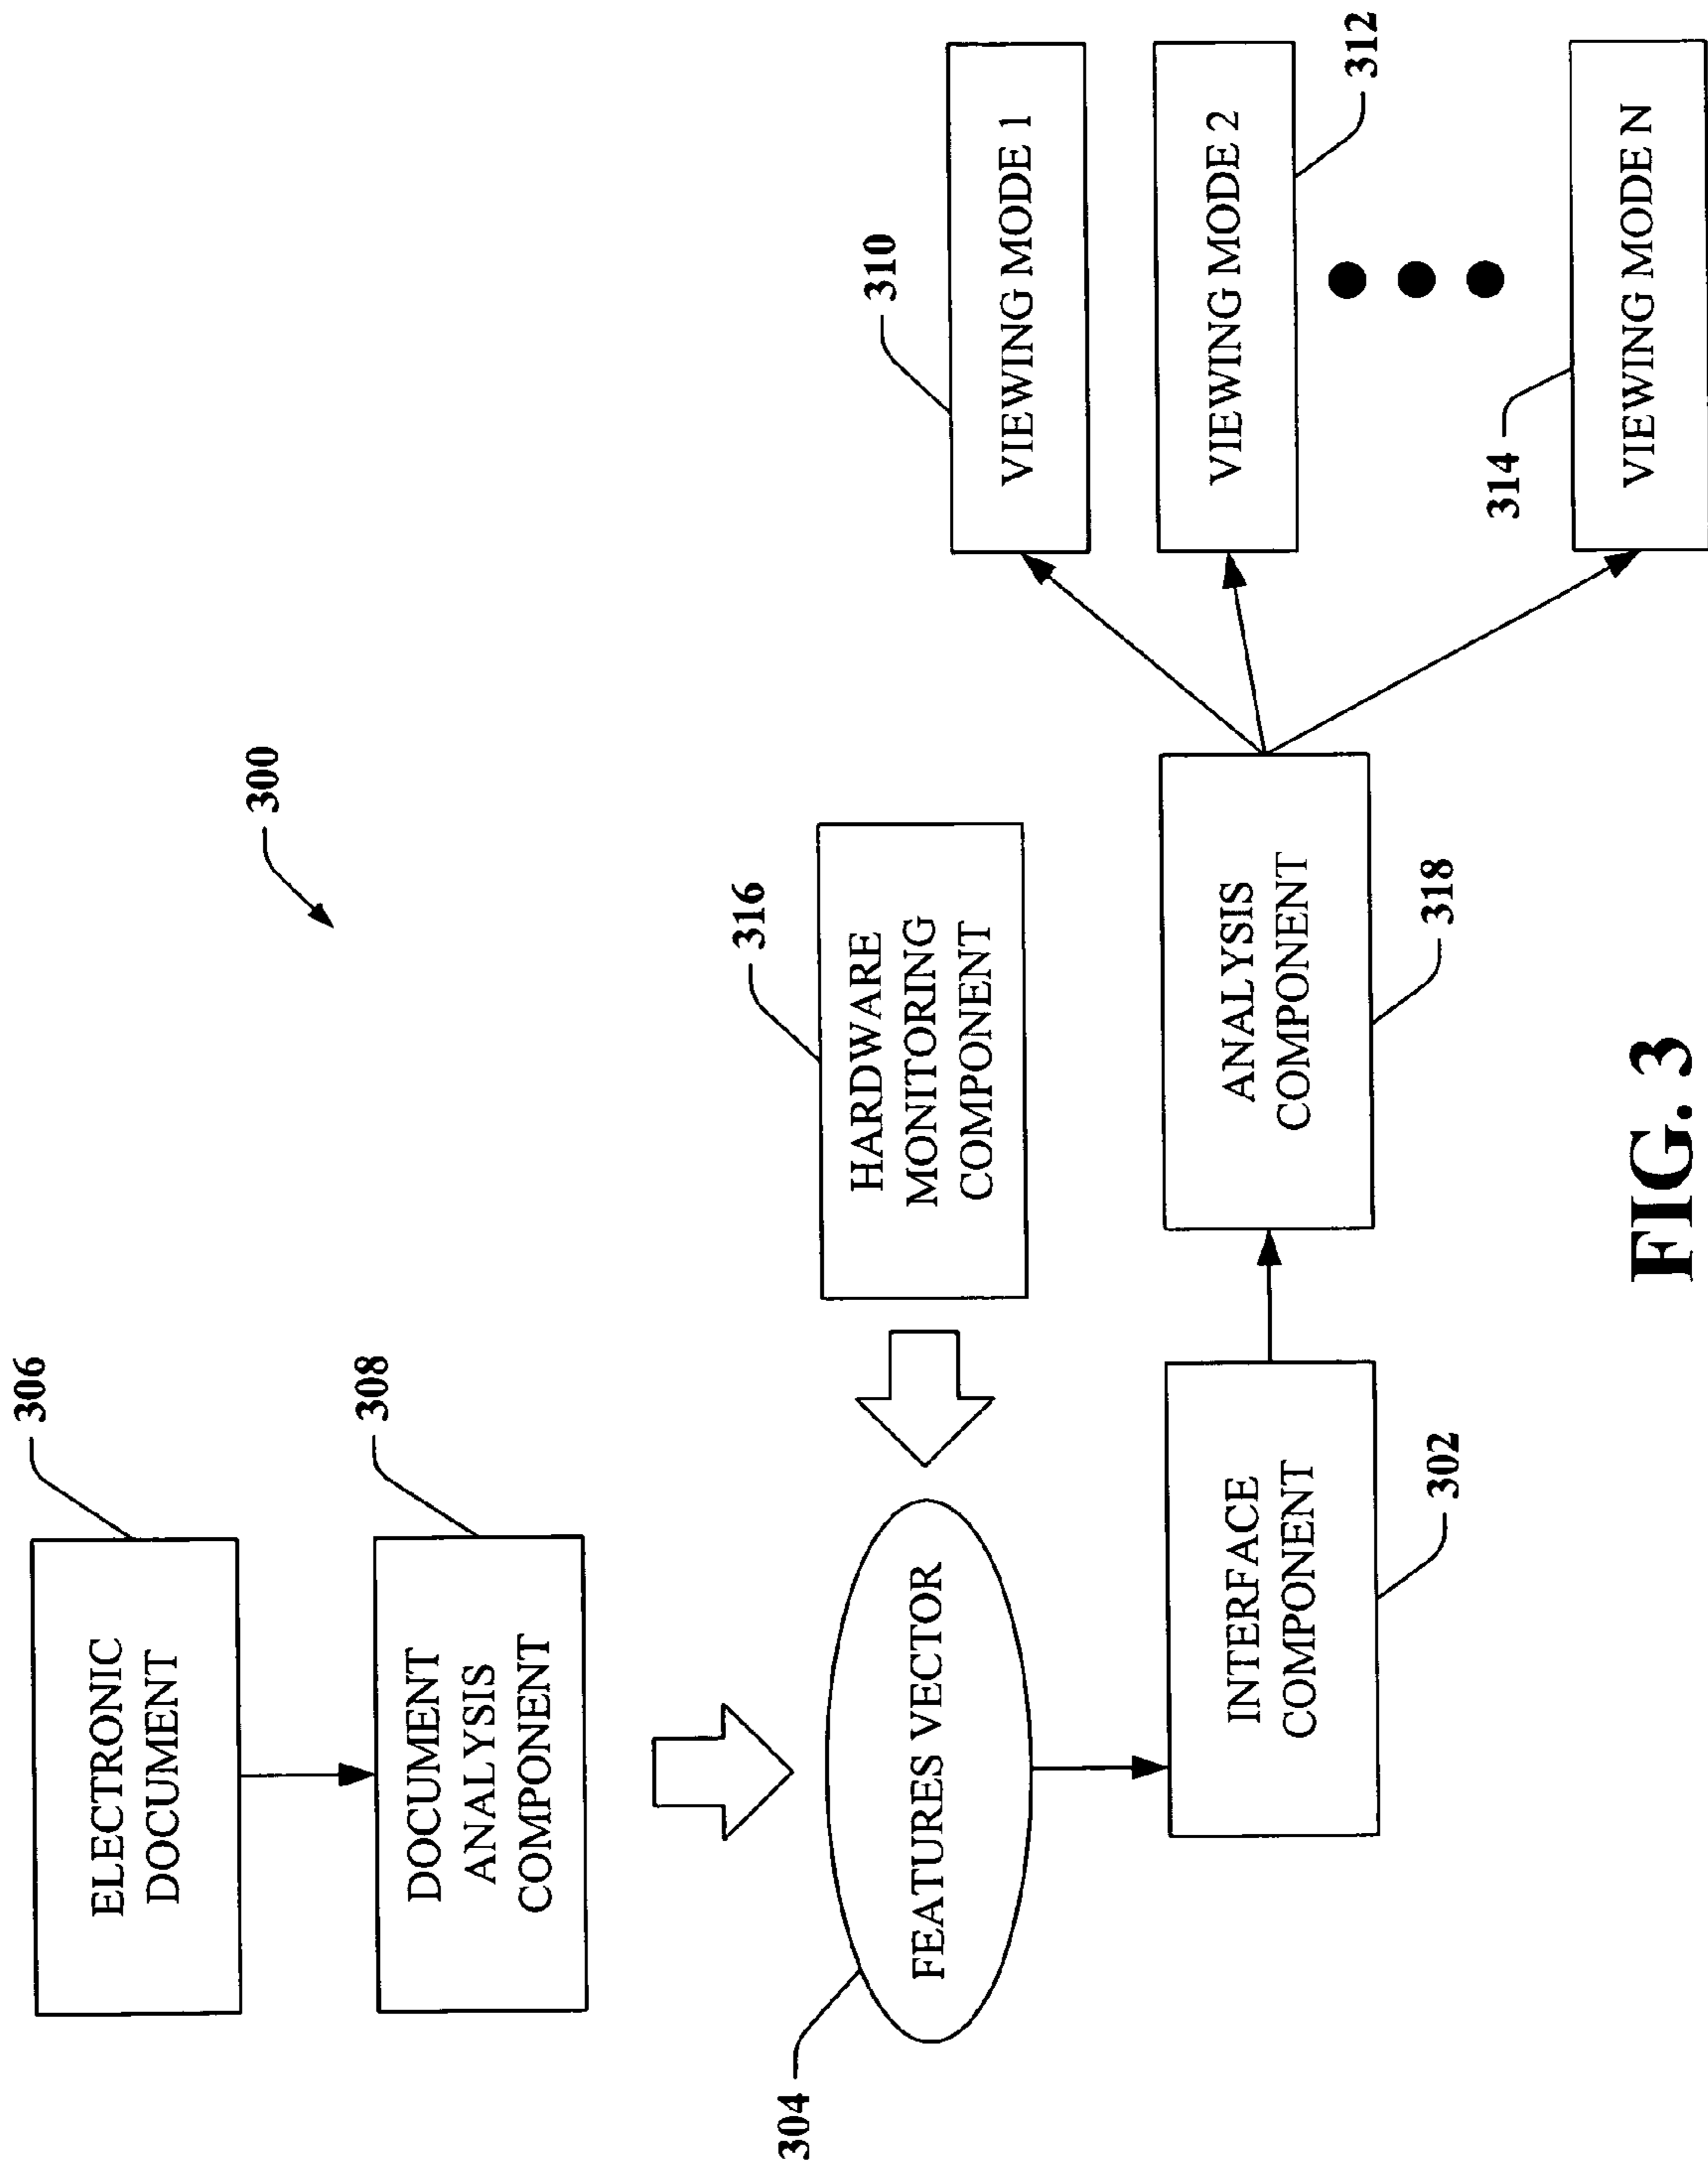 300
306
ELECTRONIC
DOCUMENT
308
DOCUMENT
ANALYSIS
COMPONENT
304
FEATURES VECTOR
316
HARDWARE
MONITORING
COMPONENT
302
INTERFACE
COMPONENT
318
ANALYSIS
COMPONENT
310
VIEWING MODE 1
VIEWING MODE 2
312
314
VIEWING MODE N
FIG. 3